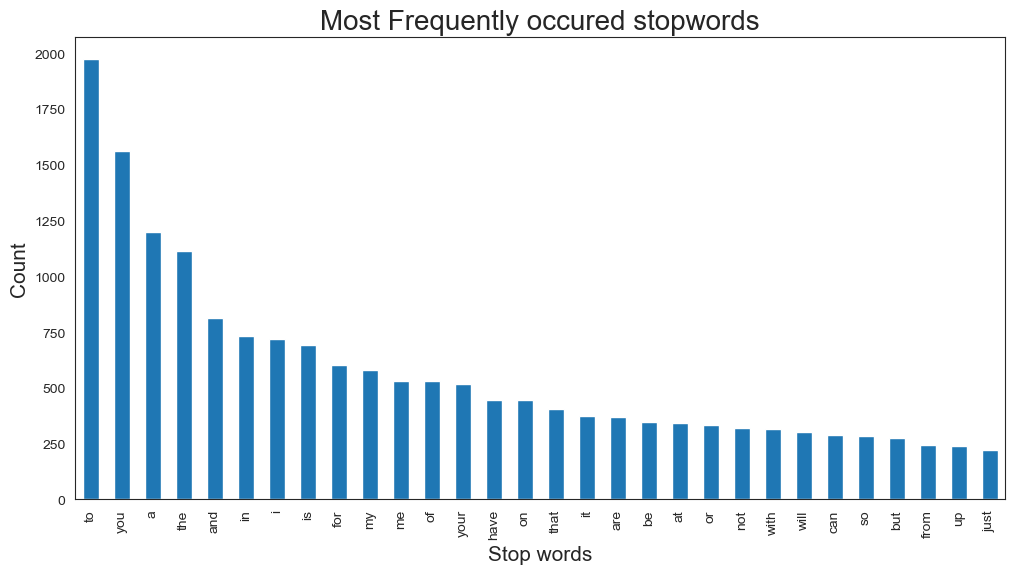 Most Frequently occured stopwords
Count
2000
1750
1500
1250
1000
750
500
250
0
to
you
a
the
and
in
i
is
for
my
me
of
your
have
on
that
it
are
be
at
or
not
with
will
can
so
but
from
up
just
Stop words